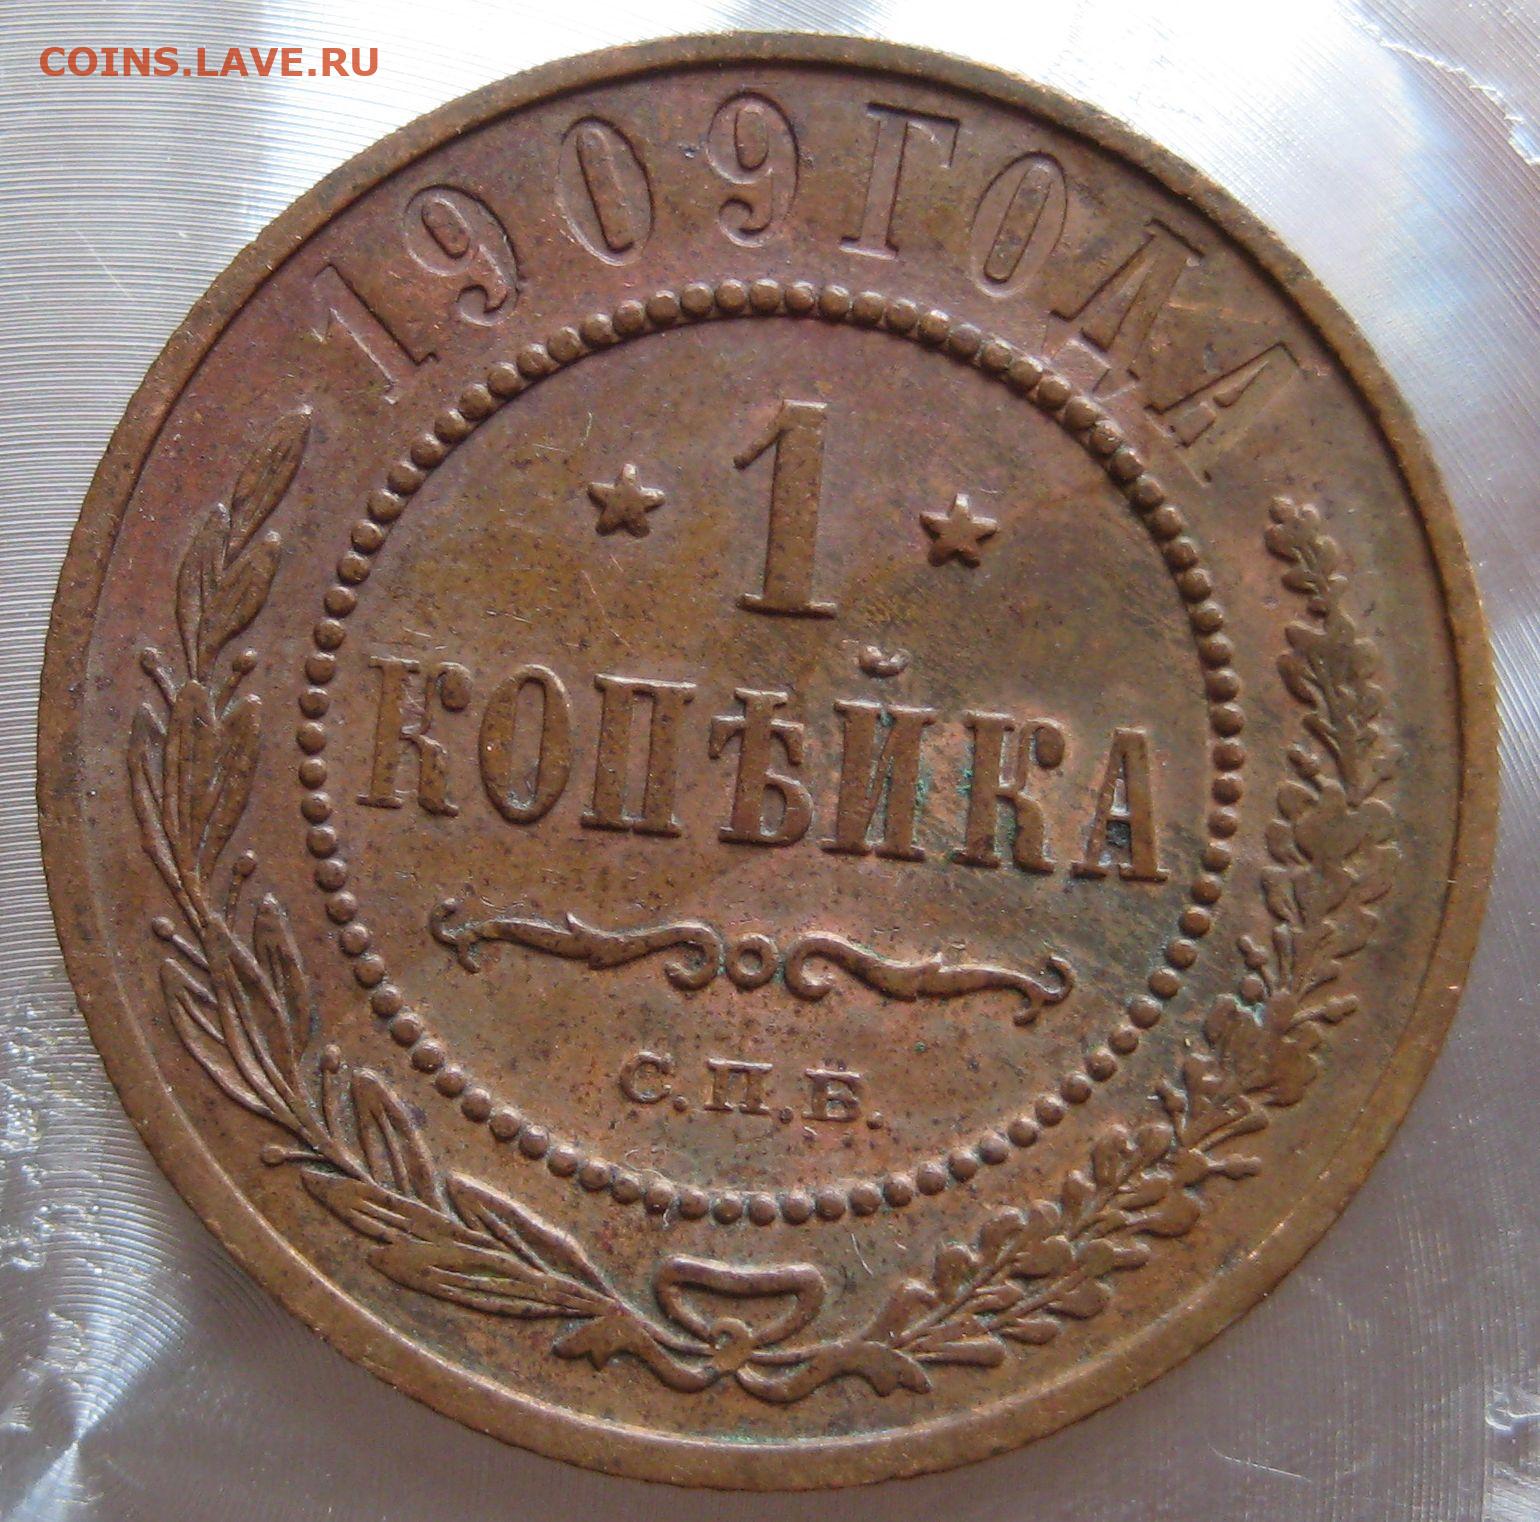 COINS.LAVE.RU
1909 ГОДА
1
КОПѢЙКА
С.П.Б.